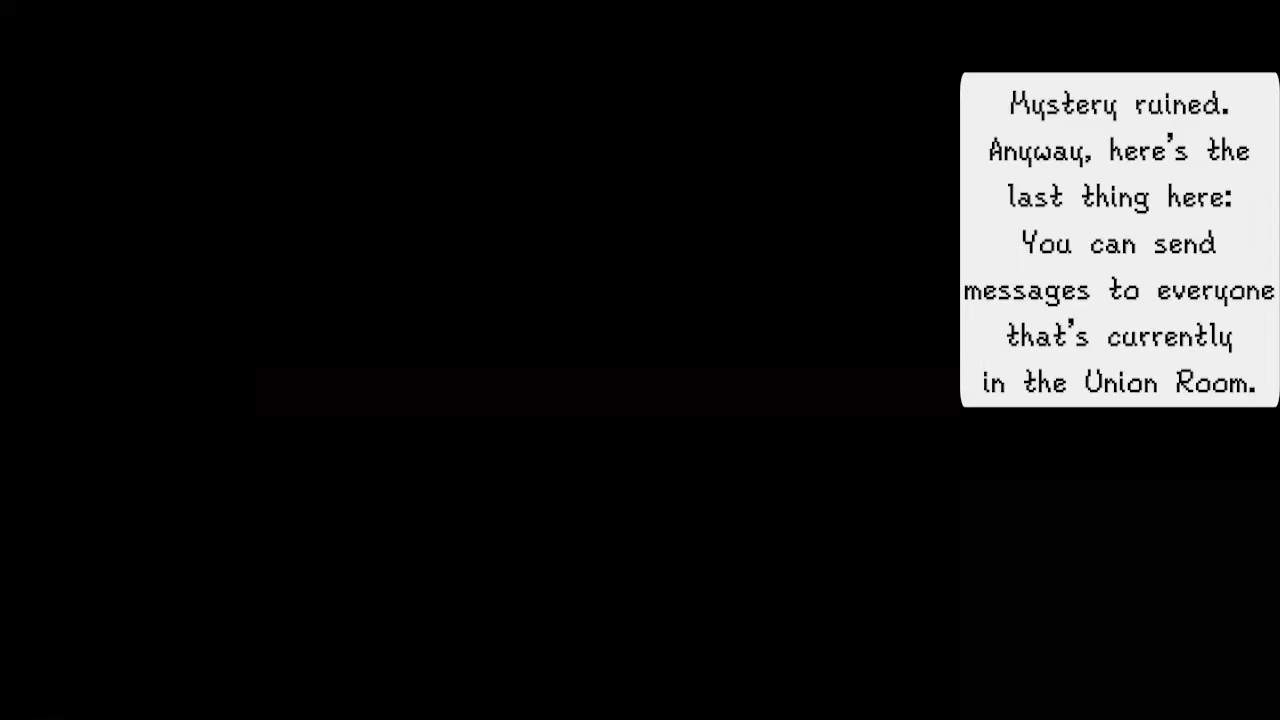 Mystery ruined.
Anyway, here's the
last thing here:
You can send
messages to everyone
that's currently
in the Union Room.